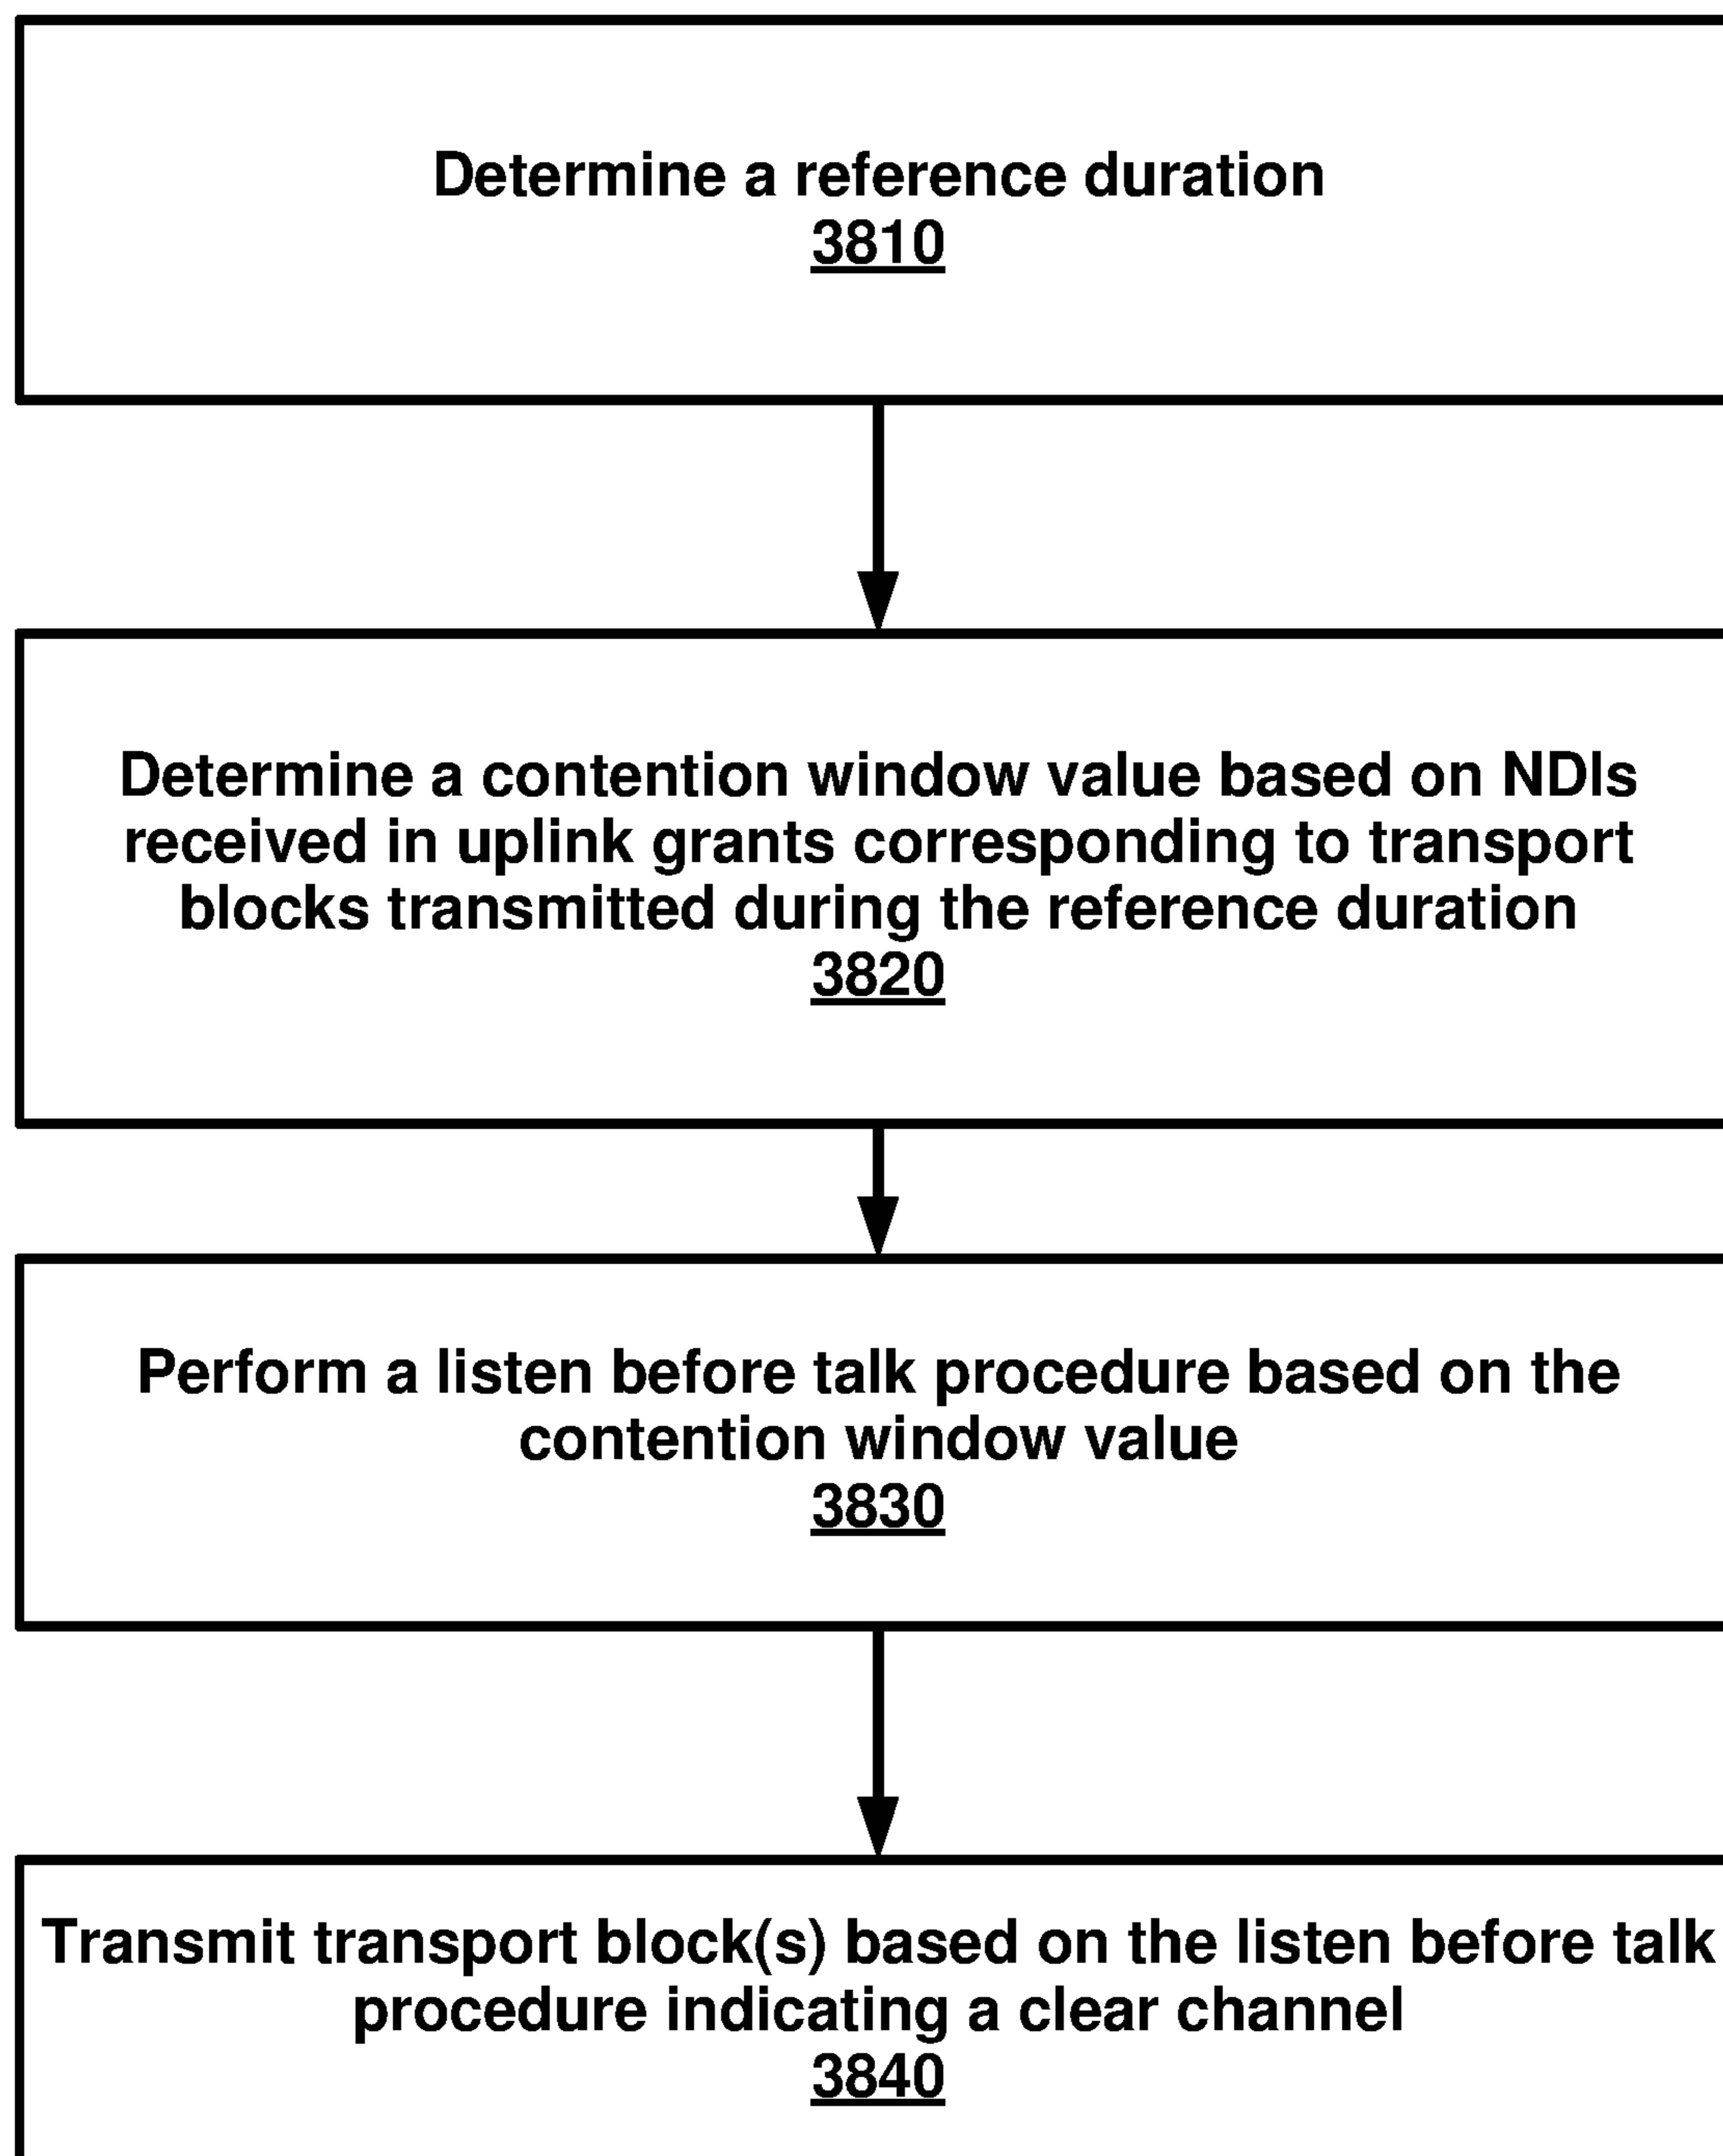 Determine a reference duration
3810
Determine a contention window value based on NDIs
received in uplink grants corresponding to transport
blocks transmitted during the reference duration
3820
Perform a listen before talk procedure based on the
contention window value
3830
Transmit transport block(s) based on the listen before talk
procedure indicating a clear channel
3840